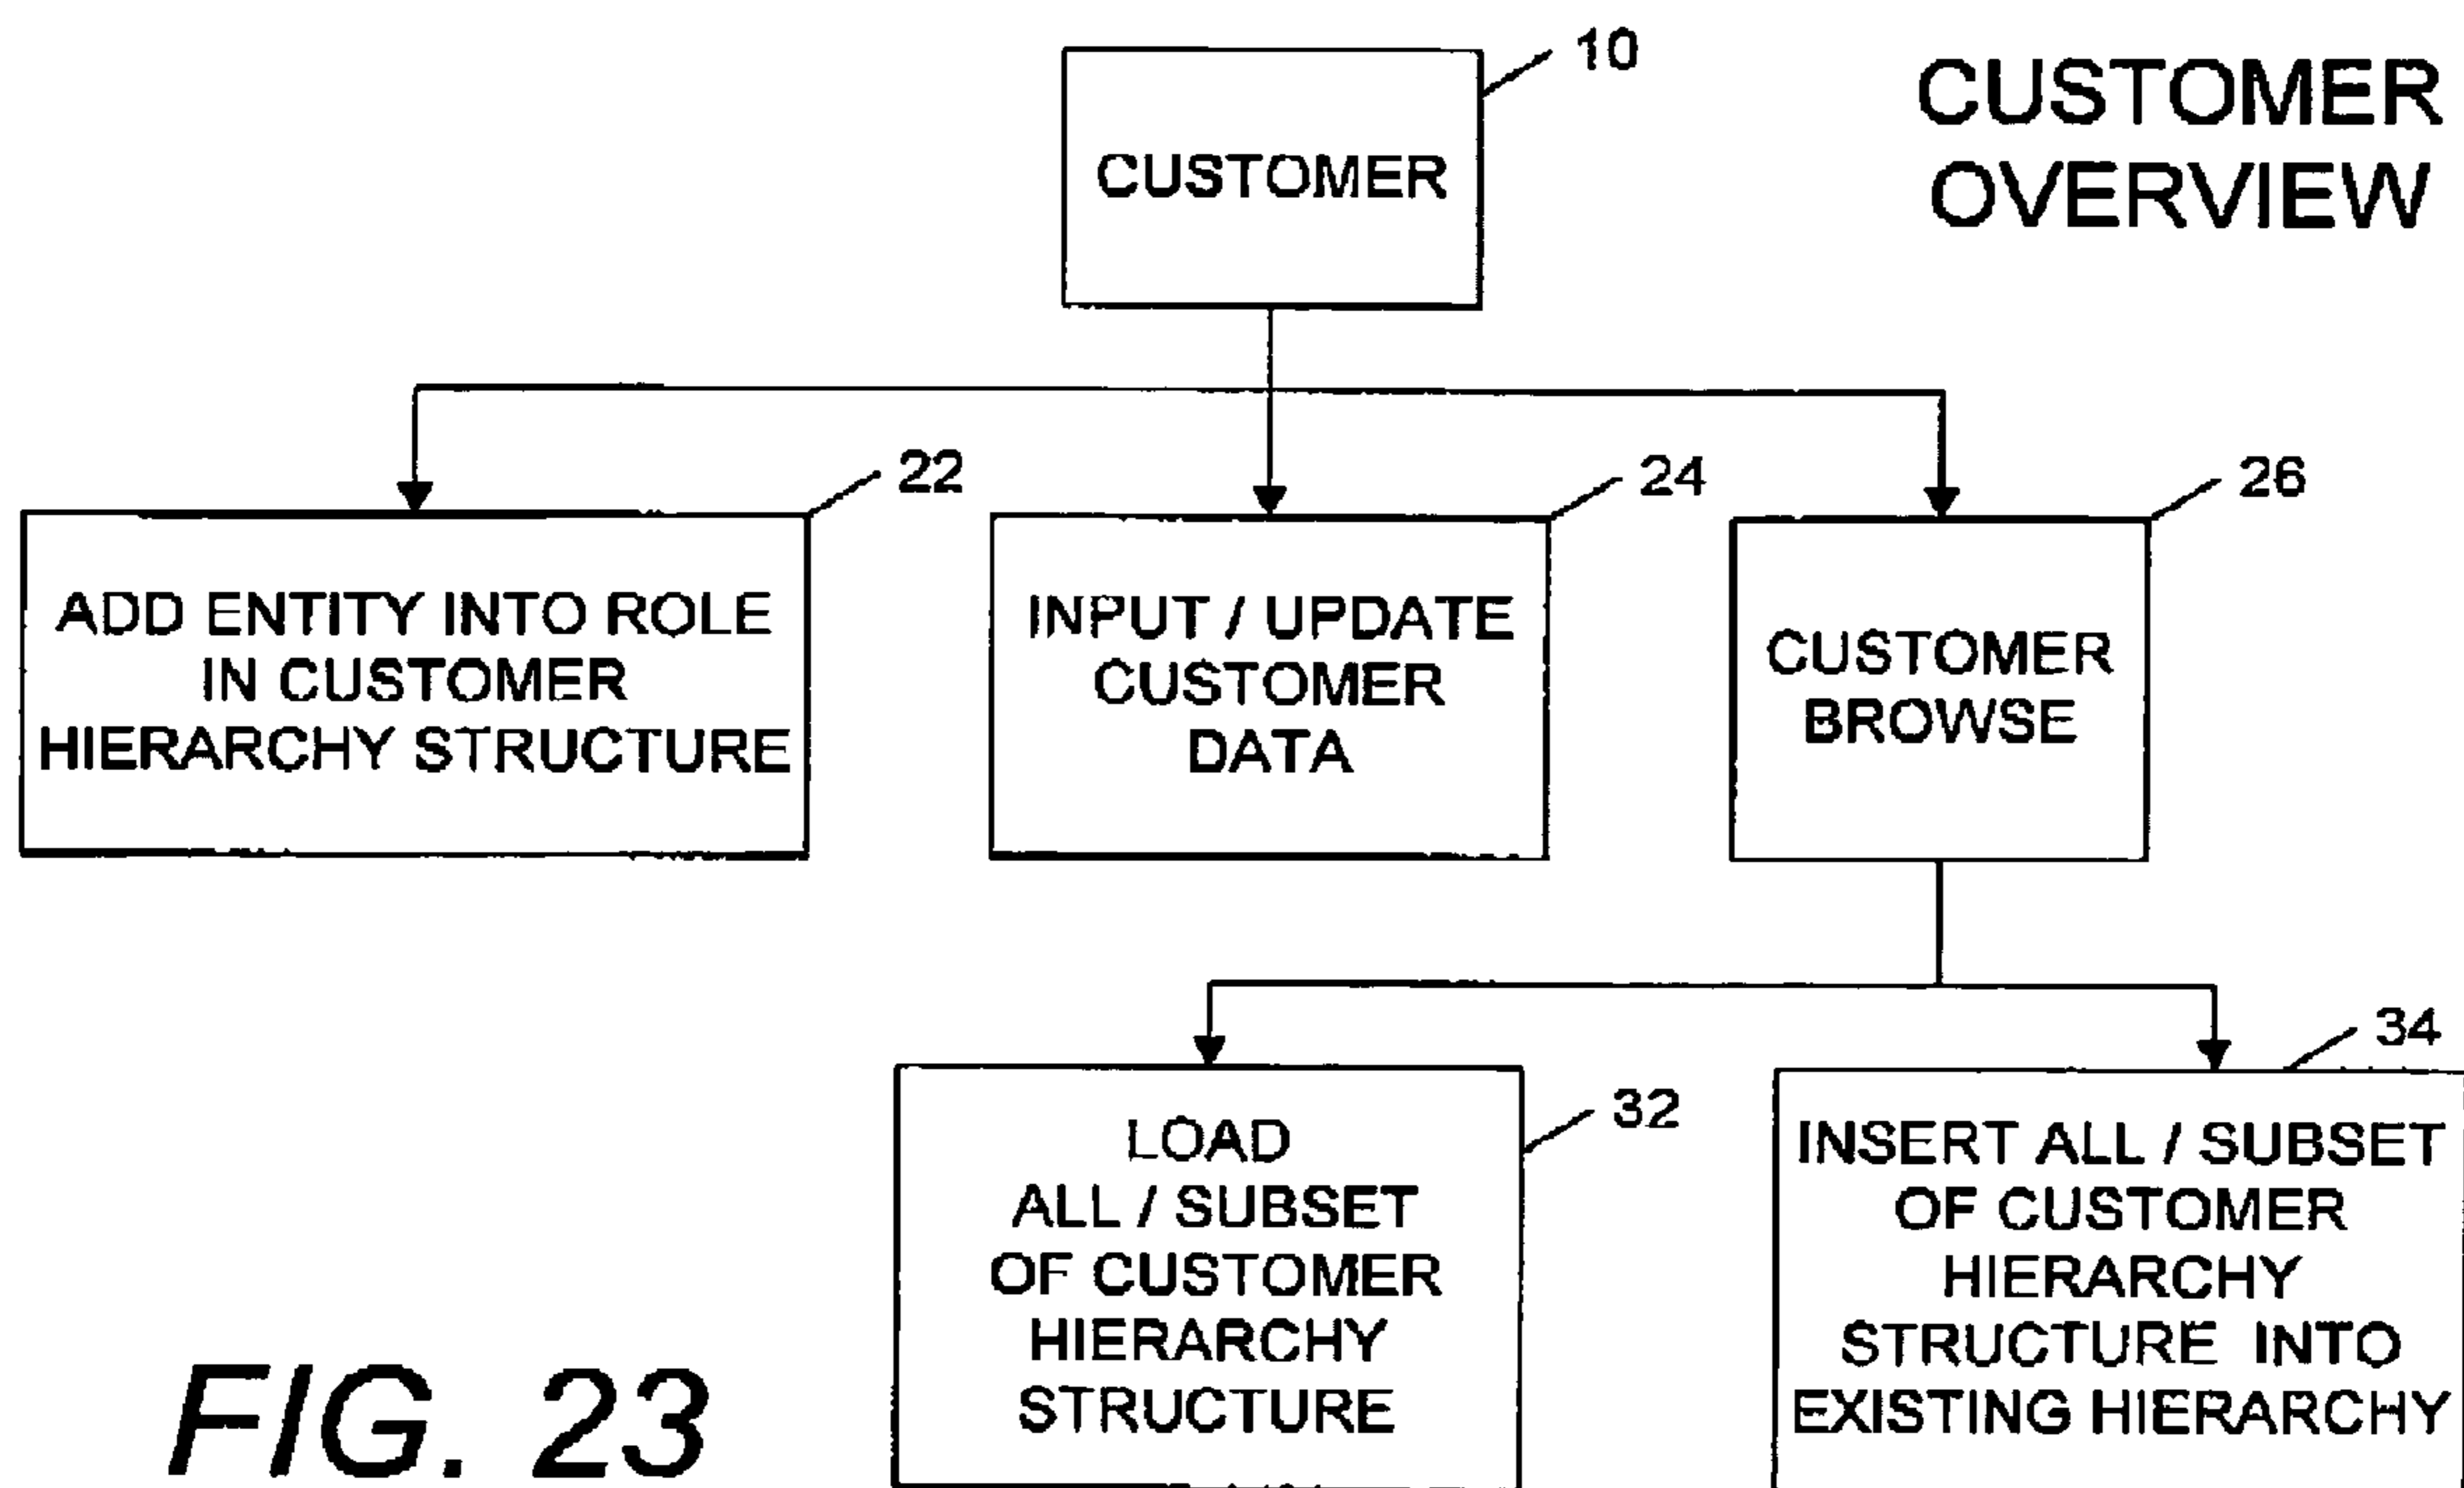 10
CUSTOMER
OVERVIEW
CUSTOMER
22
24
26
ADD ENTITY INTO ROLE
IN CUSTOMER
HIERARCHY STRUCTURE
INPUT / UPDATE
CUSTOMER
DATA
CUSTOMER
BROWSE
32
34
LOAD
ALL / SUBSET
OF CUSTOMER
HIERARCHY
STRUCTURE
INSERT ALL / SUBSET
OF CUSTOMER
HIERARCHY
STRUCTURE INTO
EXISTING HIERARCHY
FIG. 23